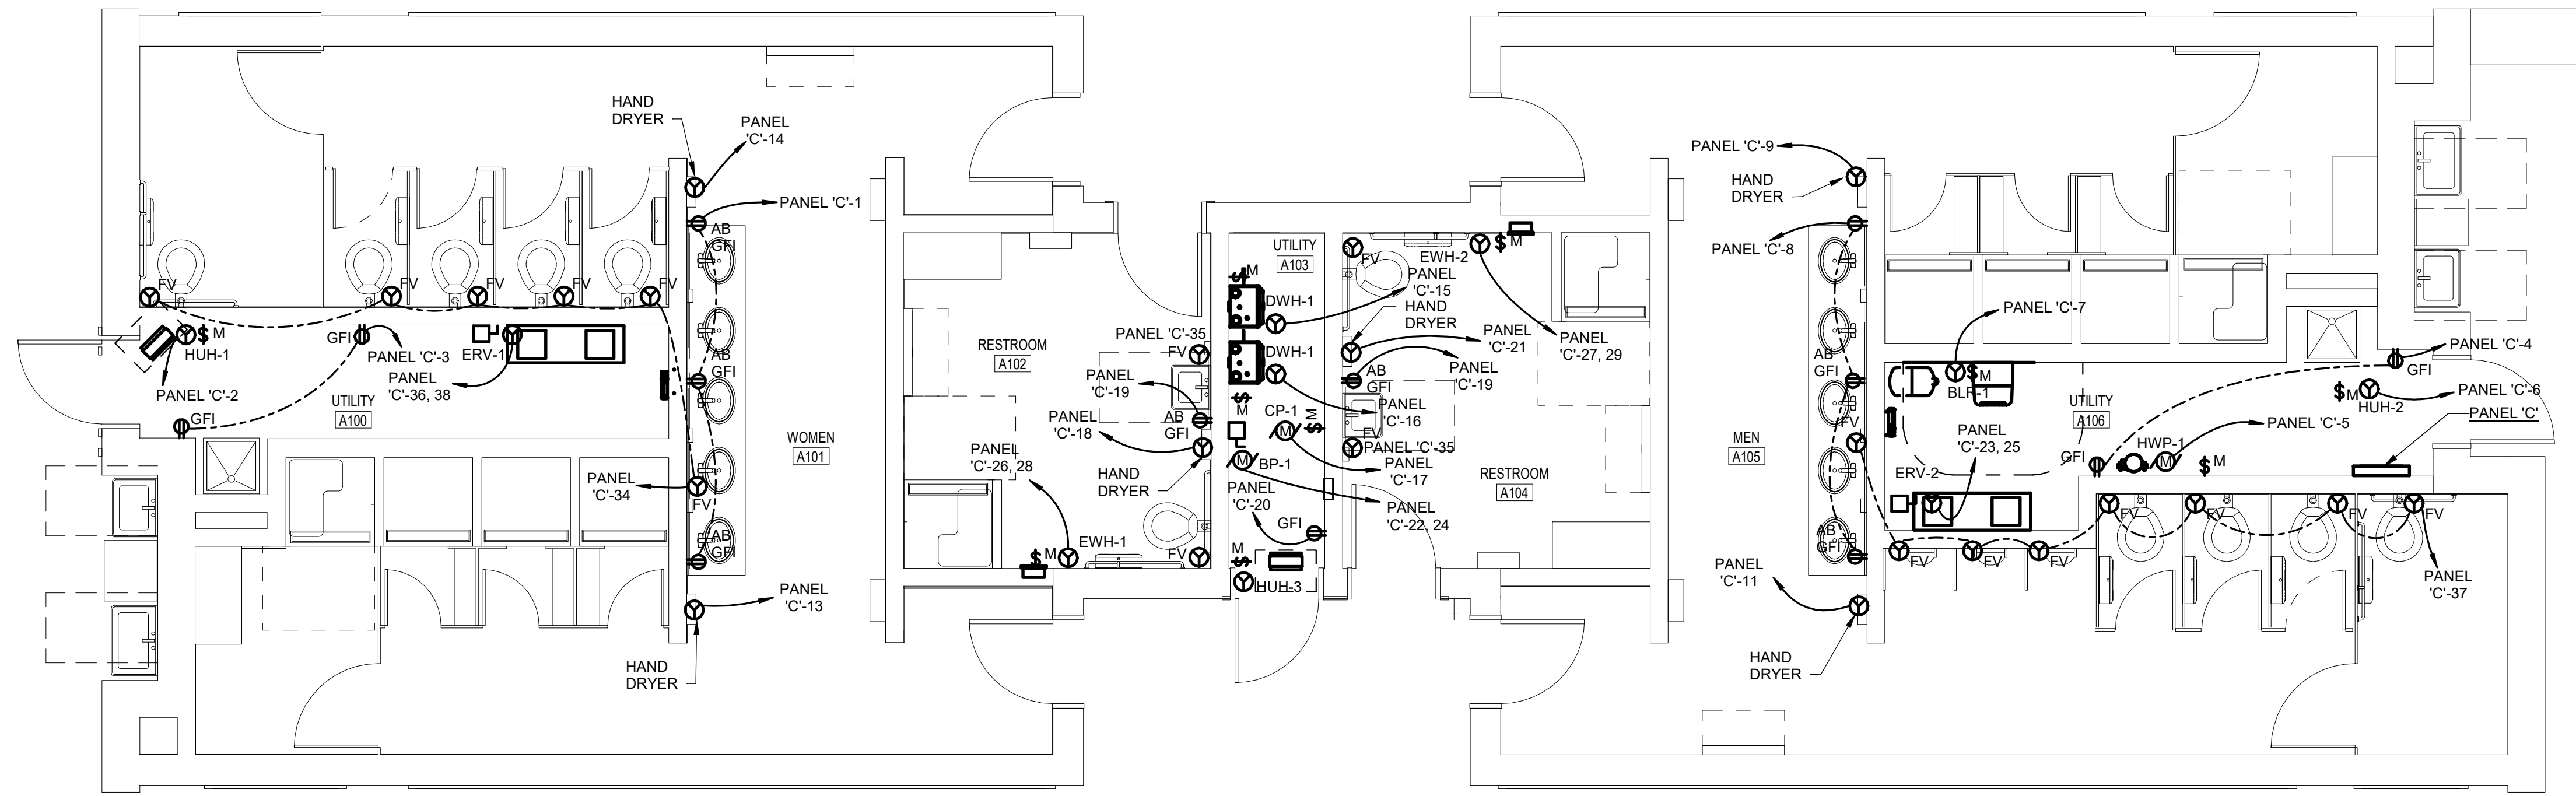 HAND
DRYER
PANEL
'C'-14
PANEL 'C'-1
AB
GFI
FV
FV
FV
FV
FV
M
HUH-1
GFI
PANEL 'C'-3
ERV-1
PANEL
'C'-36, 38
PANEL 'C'-2
GFI
UTILITY
A100
AB
GFI
WOMEN
A101
PANEL
'C'-34
FV
AB
GFI
PANEL
'C'-13
HAND
DRYER
RESTROOM
A102
PANEL 'C'-35
FV
PANEL
'C'-19
AB
GFI
PANEL
'C'-18
HAND
DRYER
PANEL
'C'-26, 28
$
M
EWH-1
FV
UTILITY
A103
M
DWH-1
DWH-1
M
CP-1
$
M
M
M
BP-1
PANEL
'C'-20
GFI
M
$
HUH-3
FV
EWH-2
$
M
PANEL
'C'-15
HAND
DRYER
PANEL
'C'-21
PANEL
'C'-27, 29
AB
GFI
PANEL
'C'-19
PANEL
'C'-16
FV
PANEL 'C'-35
PANEL
'C'-17
PANEL
'C'-22, 24
RESTROOM
A104
PANEL 'C'-9
HAND
DRYER
PANEL 'C'-8
AB
GFI
FV
MEN
A105
AB
GFI
PANEL
'C'-11
HAND
DRYER
PANEL 'C'-7
$
M
BLR-1
UTILITY
A106
PANEL
'C'-23, 25
ERV-2
GFI
HWP-1
M
$
M
PANEL 'C'-5
PANEL 'C'-4
GFI
$
M
HUH-2
PANEL 'C'-6
PANEL 'C'
FV
FV
FV
FV
FV
FV
FV
PANEL
'C'-37